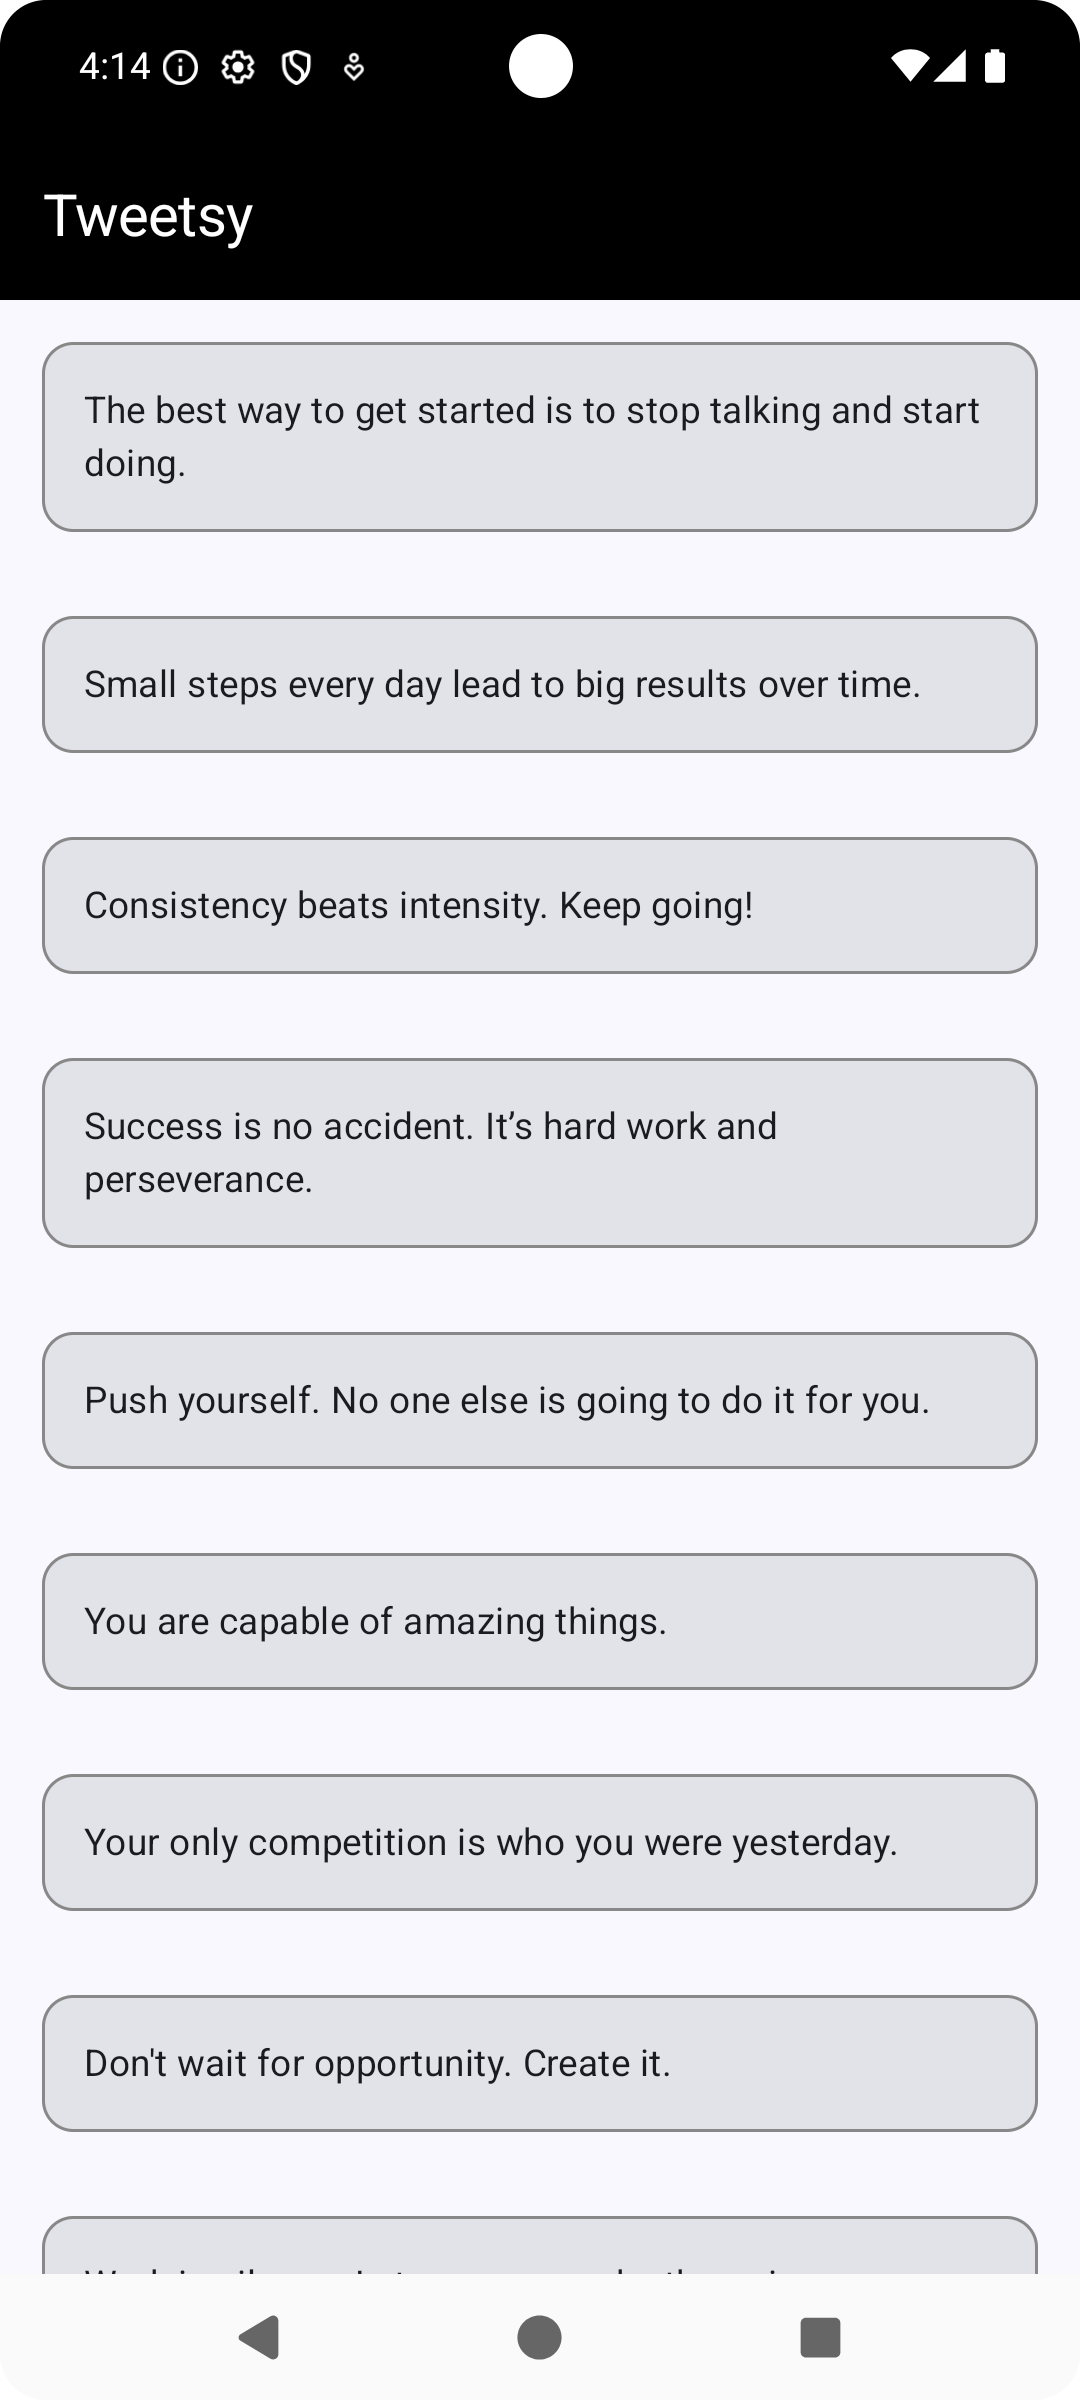 4:14
Tweetsy
The best way to get started is to stop talking and start
doing.
Small steps every day lead to big results over time.
Consistency beats intensity. Keep going!
Success is no accident. It’s hard work and
perseverance.
Push yourself. No one else is going to do it for you.
You are capable of amazing things.
Your only competition is who you were yesterday.
Don't wait for opportunity. Create it.